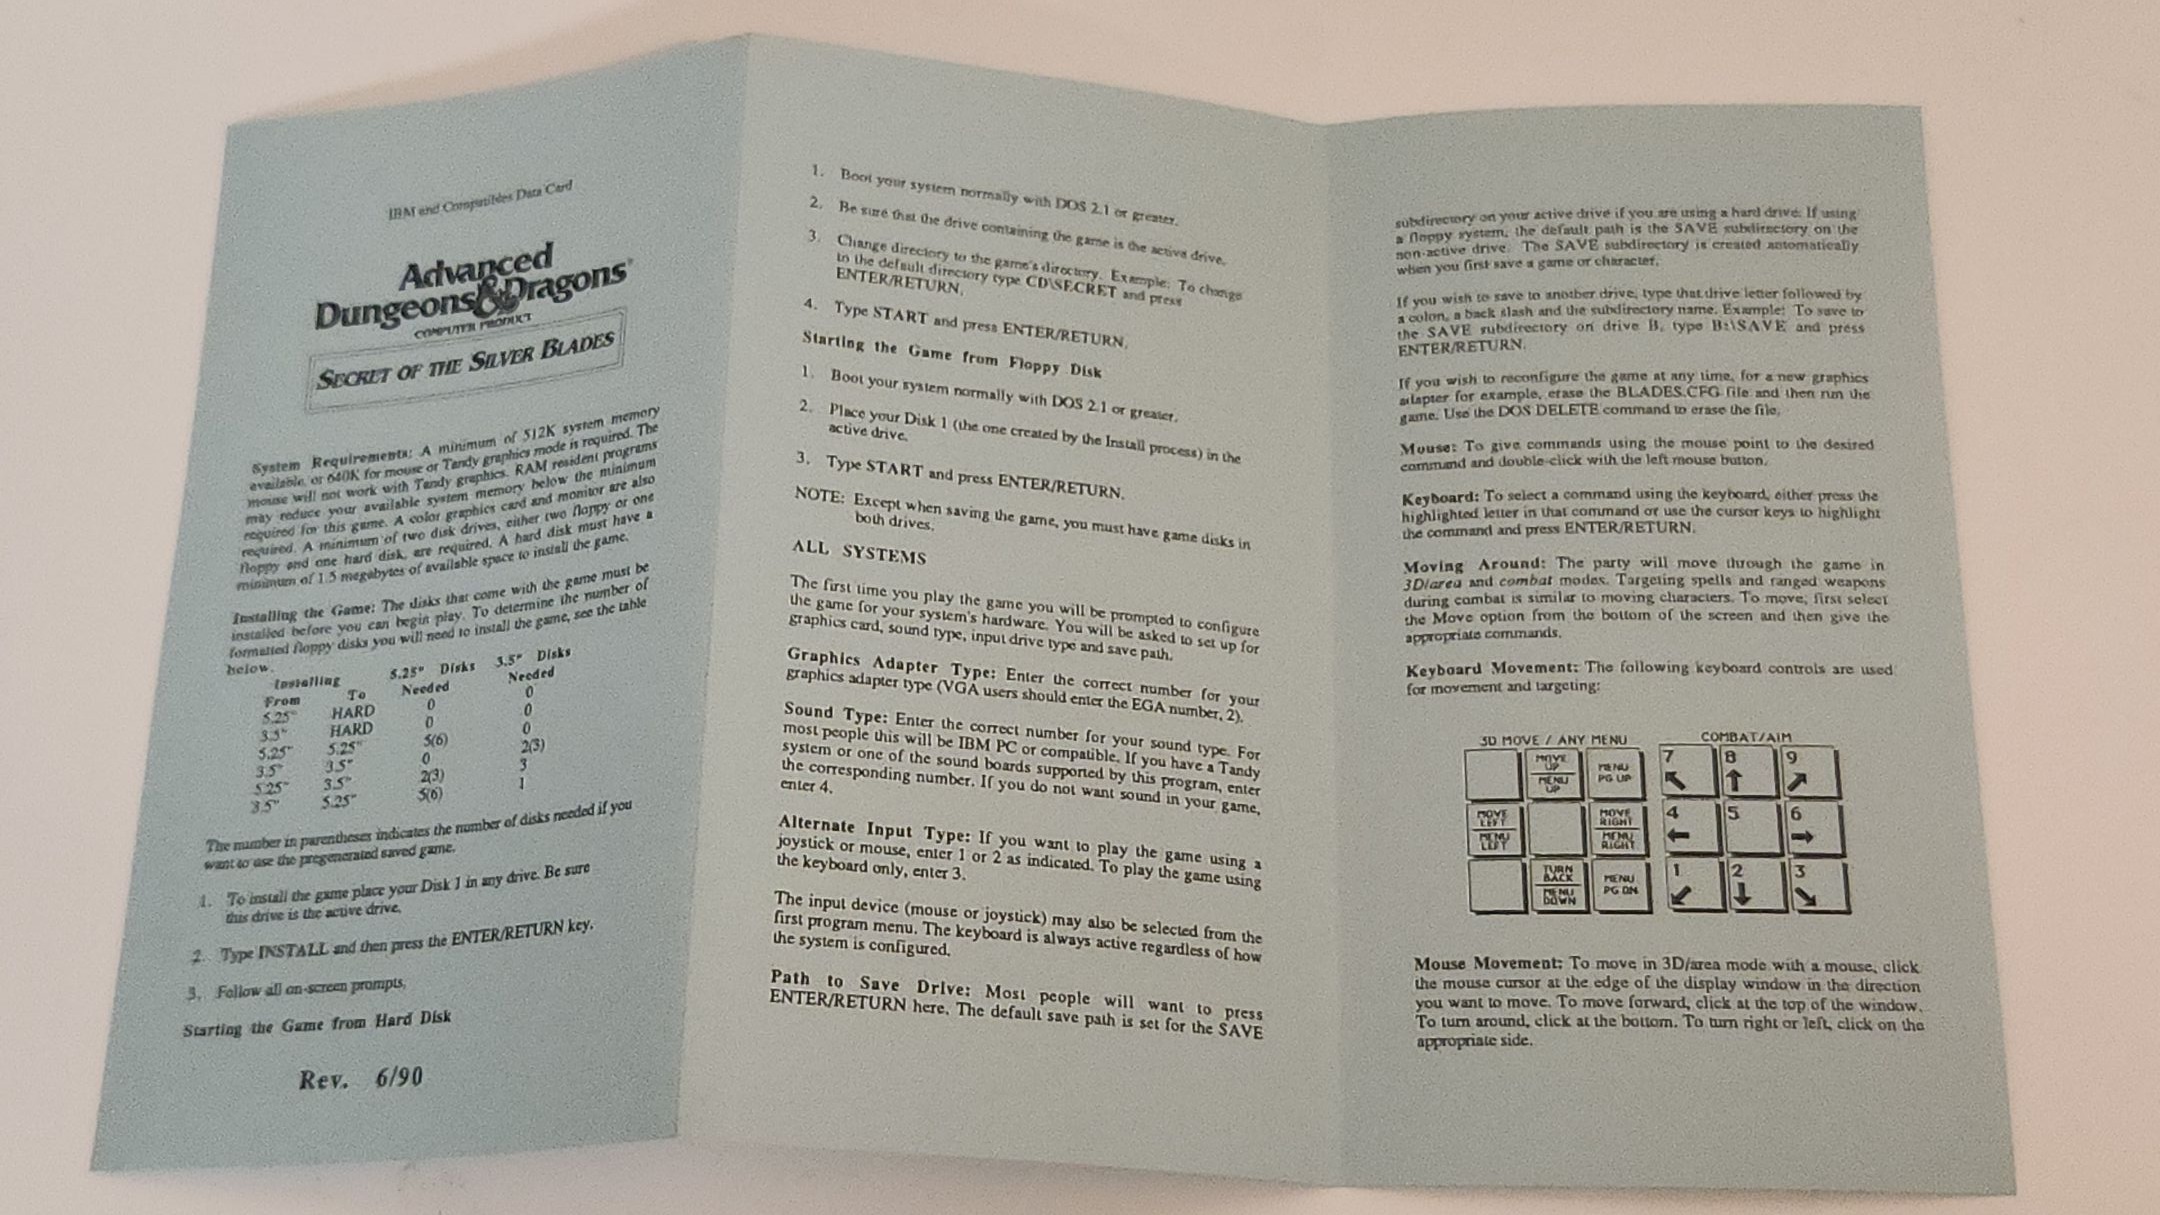 IBM and Compatibles Data Card
Advanced
Dungeons & Dragons®
COMPUTER PRODUCT
SECRET OF THE SILVER BLADES
System Requirements: A minimum of 512K system memory
available, or 640K for mouse or Tandy graphics mode is required. The
mouse will not work with Tandy graphics. RAM resident programs
may reduce your available system memory below the minimum
required for this game. A color graphics card and monitor are also
required. A minimum of two disk drives, either two floppy or one
floppy and one hard disk, are required. A hard disk must have a
minimum of 1.5 megabytes of available space to install the game.
Installing the Game: The disks that come with the game must be
installed before you can begin play. To determine the number of
formatted floppy disks you will need to install the game, see the table
below.
Installing 5.25" Disks 3.5" Disks
From To Needed Needed
5.25" HARD 0 0
3.5" HARD 0 0
5.25" 5.25" 5(6) 0
3.5" 3.5" 0 2(3)
5.25" 3.5" 2(3) 3
3.5" 5.25" 5(6) 1
The number in parentheses indicates the number of disks needed if you
want to use the pregenerated saved game.
1. To install the game place your Disk 1 in any drive. Be sure
this drive is the active drive.
2. Type INSTALL and then press the ENTER/RETURN key.
3. Follow all on-screen prompts.
Starting the Game from Hard Disk
Rev. 6/90
1. Boot your system normally with DOS 2.1 or greater.
2. Be sure that the drive containing the game is the active drive.
3. Change directory to the game's directory. Example: To change
to the default directory type CD\SECRET and press
ENTER/RETURN.
4. Type START and press ENTER/RETURN.
Starting the Game from Floppy Disk
1. Boot your system normally with DOS 2.1 or greater.
2. Place your Disk 1 (the one created by the Install process) in the
active drive.
3. Type START and press ENTER/RETURN.
NOTE: Except when saving the game, you must have game disks in
both drives.
ALL SYSTEMS
The first time you play the game you will be prompted to configure
the game for your system's hardware. You will be asked to set up for
graphics card, sound type, input drive type and save path.
Graphics Adapter Type: Enter the correct number for your
graphics adapter type (VGA users should enter the EGA number, 2).
Sound Type: Enter the correct number for your sound type. For
most people this will be IBM PC or compatible. If you have a Tandy
system or one of the sound boards supported by this program, enter
the corresponding number. If you do not want sound in your game,
enter 4.
Alternate Input Type: If you want to play the game using a
joystick or mouse, enter 1 or 2 as indicated. To play the game using
the keyboard only, enter 3.
The input device (mouse or joystick) may also be selected from the
first program menu. The keyboard is always active regardless of how
the system is configured.
Path to Save Drive: Most people will want to press
ENTER/RETURN here. The default save path is set for the SAVE
subdirectory on your active drive if you are using a hard drive. If using
a floppy system, the default path is the SAVE subdirectory on the
non-active drive. The SAVE subdirectory is created automatically
when you first save a game or character.
If you wish to save to another drive, type that drive letter followed by
a colon, a back slash and the subdirectory name. Example: To save to
the SAVE subdirectory on drive B, type B:\SAVE and press
ENTER/RETURN.
If you wish to reconfigure the game at any time, for a new graphics
adapter for example, erase the BLADES.CFG file and then run the
game. Use the DOS DELETE command to erase the file.
Mouse: To give commands using the mouse point to the desired
command and double-click with the left mouse button.
Keyboard: To select a command using the keyboard, either press the
highlighted letter in that command or use the cursor keys to highlight
the command and press ENTER/RETURN.
Moving Around: The party will move through the game in
3D/area and combat modes. Targeting spells and ranged weapons
during combat is similar to moving characters. To move, first select
the Move option from the bottom of the screen and then give the
appropriate commands.
Keyboard Movement: The following keyboard controls are used
for movement and targeting:
3D MOVE / ANY MENU
MOVE UP
MENU UP
MENU PG UP
MOVE LEFT
MENU LEFT
MOVE RIGHT
MENU RIGHT
TURN BACK
MENU DOWN
MENU PG DN
COMBAT/AIM
7 8 9
4 5 6
1 2 3
Mouse Movement: To move in 3D/area mode with a mouse, click
the mouse cursor at the edge of the display window in the direction
you want to move. To move forward, click at the top of the window.
To turn around, click at the bottom. To turn right or left, click on the
appropriate side.